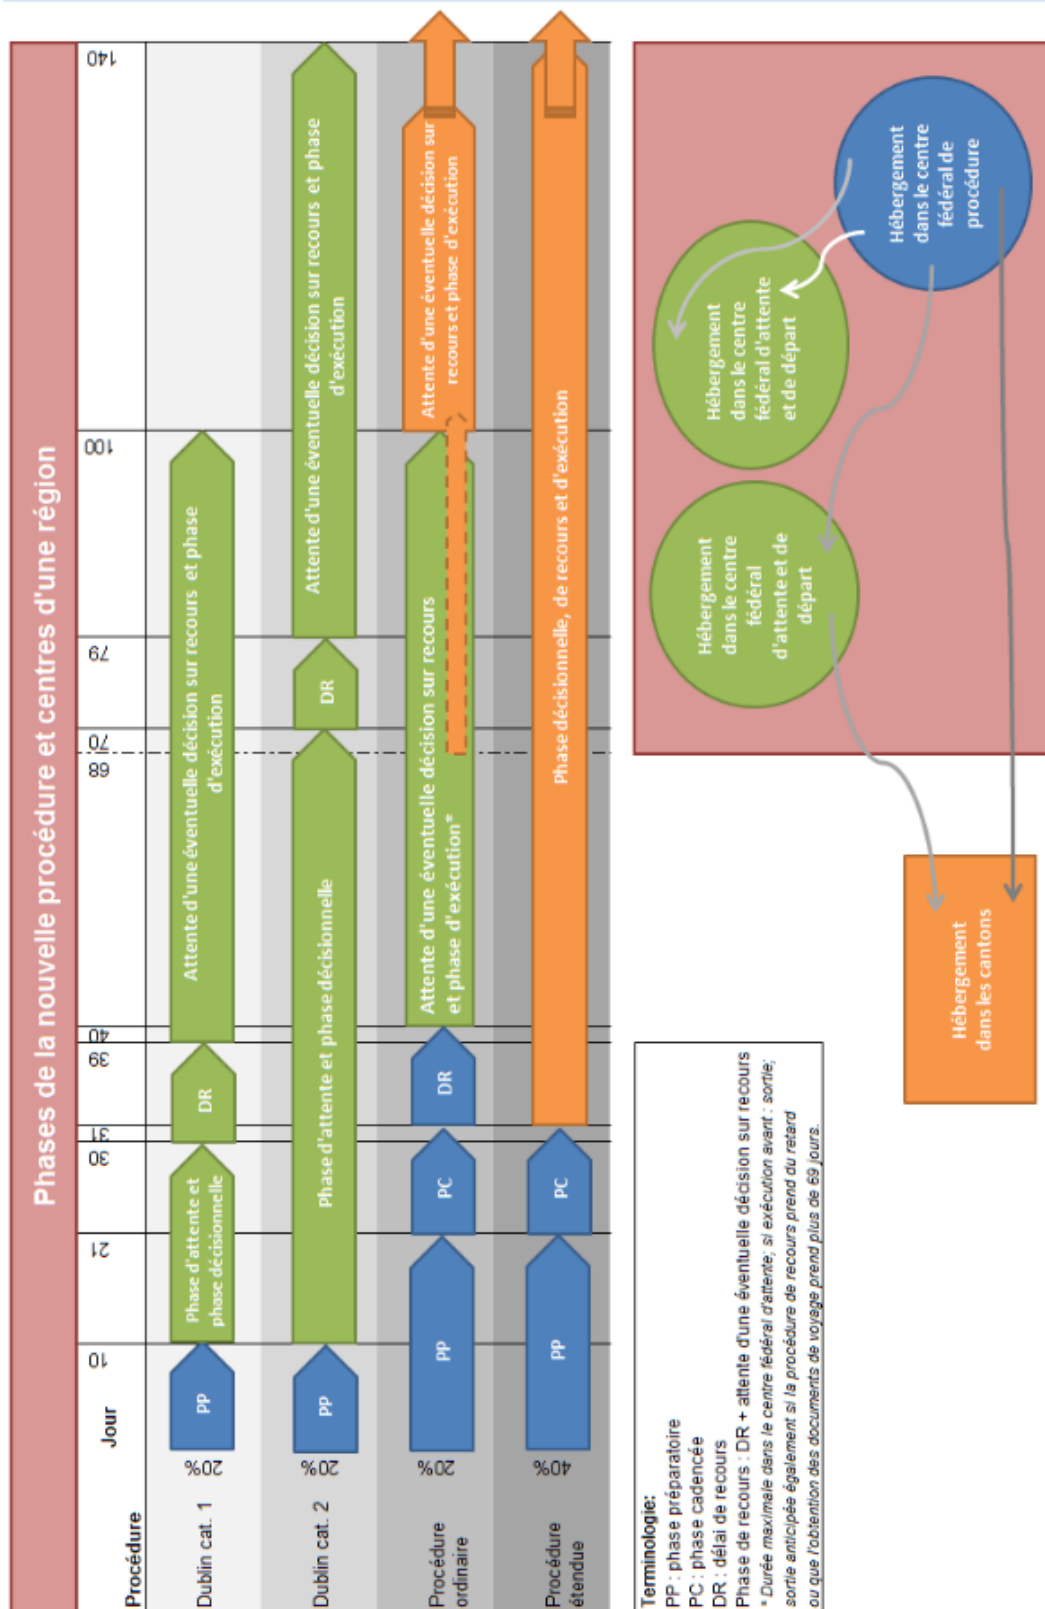 Phases de la nouvelle procédure et centres d'une région
Procédure
Jour
10
21
30
31
39
40
68
70
79
100
140
Dublin cat. 1
20%
PP
Phase d'attente et
phase décisionnelle
DR
Attente d'une éventuelle décision sur recours et phase
d'exécution
Dublin cat. 2
20%
PP
Phase d'attente et phase décisionnelle
DR
Attente d'une éventuelle décision sur recours et phase
d'exécution
Procédure
ordinaire
20%
PP
PC
DR
Attente d'une éventuelle décision sur recours
et phase d'exécution*
Attente d'une éventuelle décision sur
recours et phase d'exécution
Procédure
étendue
40%
PP
PC
Phase décisionnelle, de recours et d'exécution
Terminologie:
PP : phase préparatoire
PC : phase cadencée
DR : délai de recours
Phase de recours : DR + attente d'une éventuelle décision sur recours
* Durée maximale dans le centre fédéral d'attente; si exécution avant : sortie;
sortie anticipée également si la procédure de recours prend du retard
ou que l'obtention des documents de voyage prend plus de 69 jours.
Hébergement
dans les cantons
Hébergement
dans le centre
fédéral
d'attente et de
départ
Hébergement
dans le centre
fédéral d'attente
et de départ
Hébergement
dans le centre
fédéral de
procédure